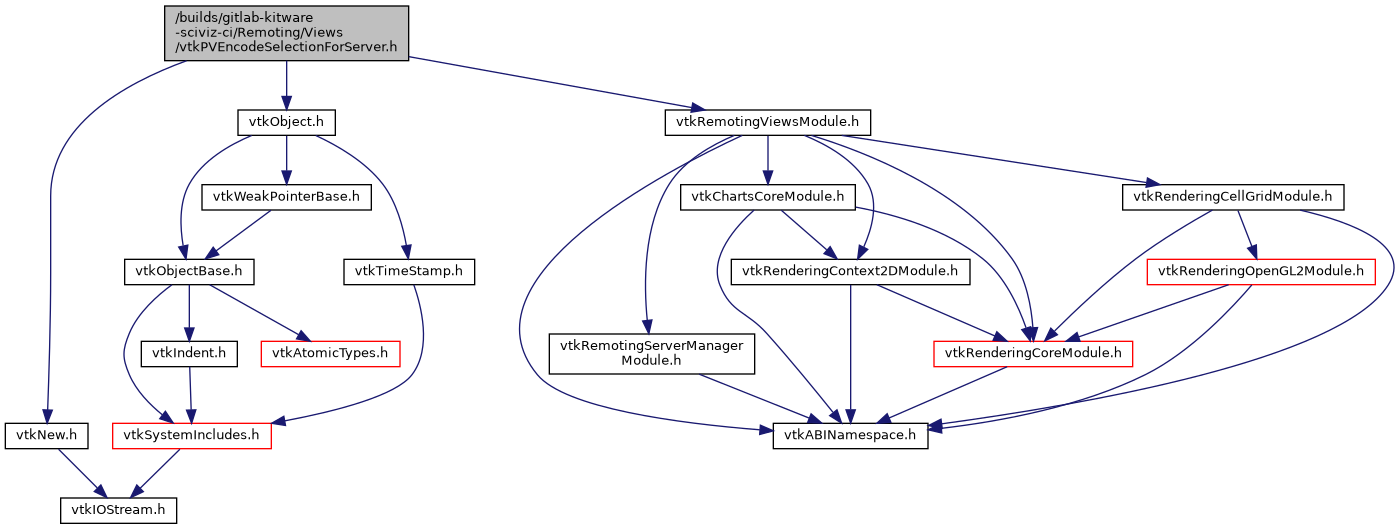 /builds/gitlab-kitware
-sciviz-ci/Remoting/Views
/vtkPVEncodeSelectionForServer.h
vtkObject.h
vtkRemotingViewsModule.h
vtkWeakPointerBase.h
vtkChartsCoreModule.h
vtkRenderingCellGridModule.h
vtkObjectBase.h
vtkTimeStamp.h
vtkRenderingContext2DModule.h
vtkRenderingOpenGL2Module.h
vtkIndent.h
vtkAtomicTypes.h
vtkRemotingServerManager
Module.h
vtkRenderingCoreModule.h
vtkNew.h
vtkSystemIncludes.h
vtkABINamespace.h
vtkIOStream.h